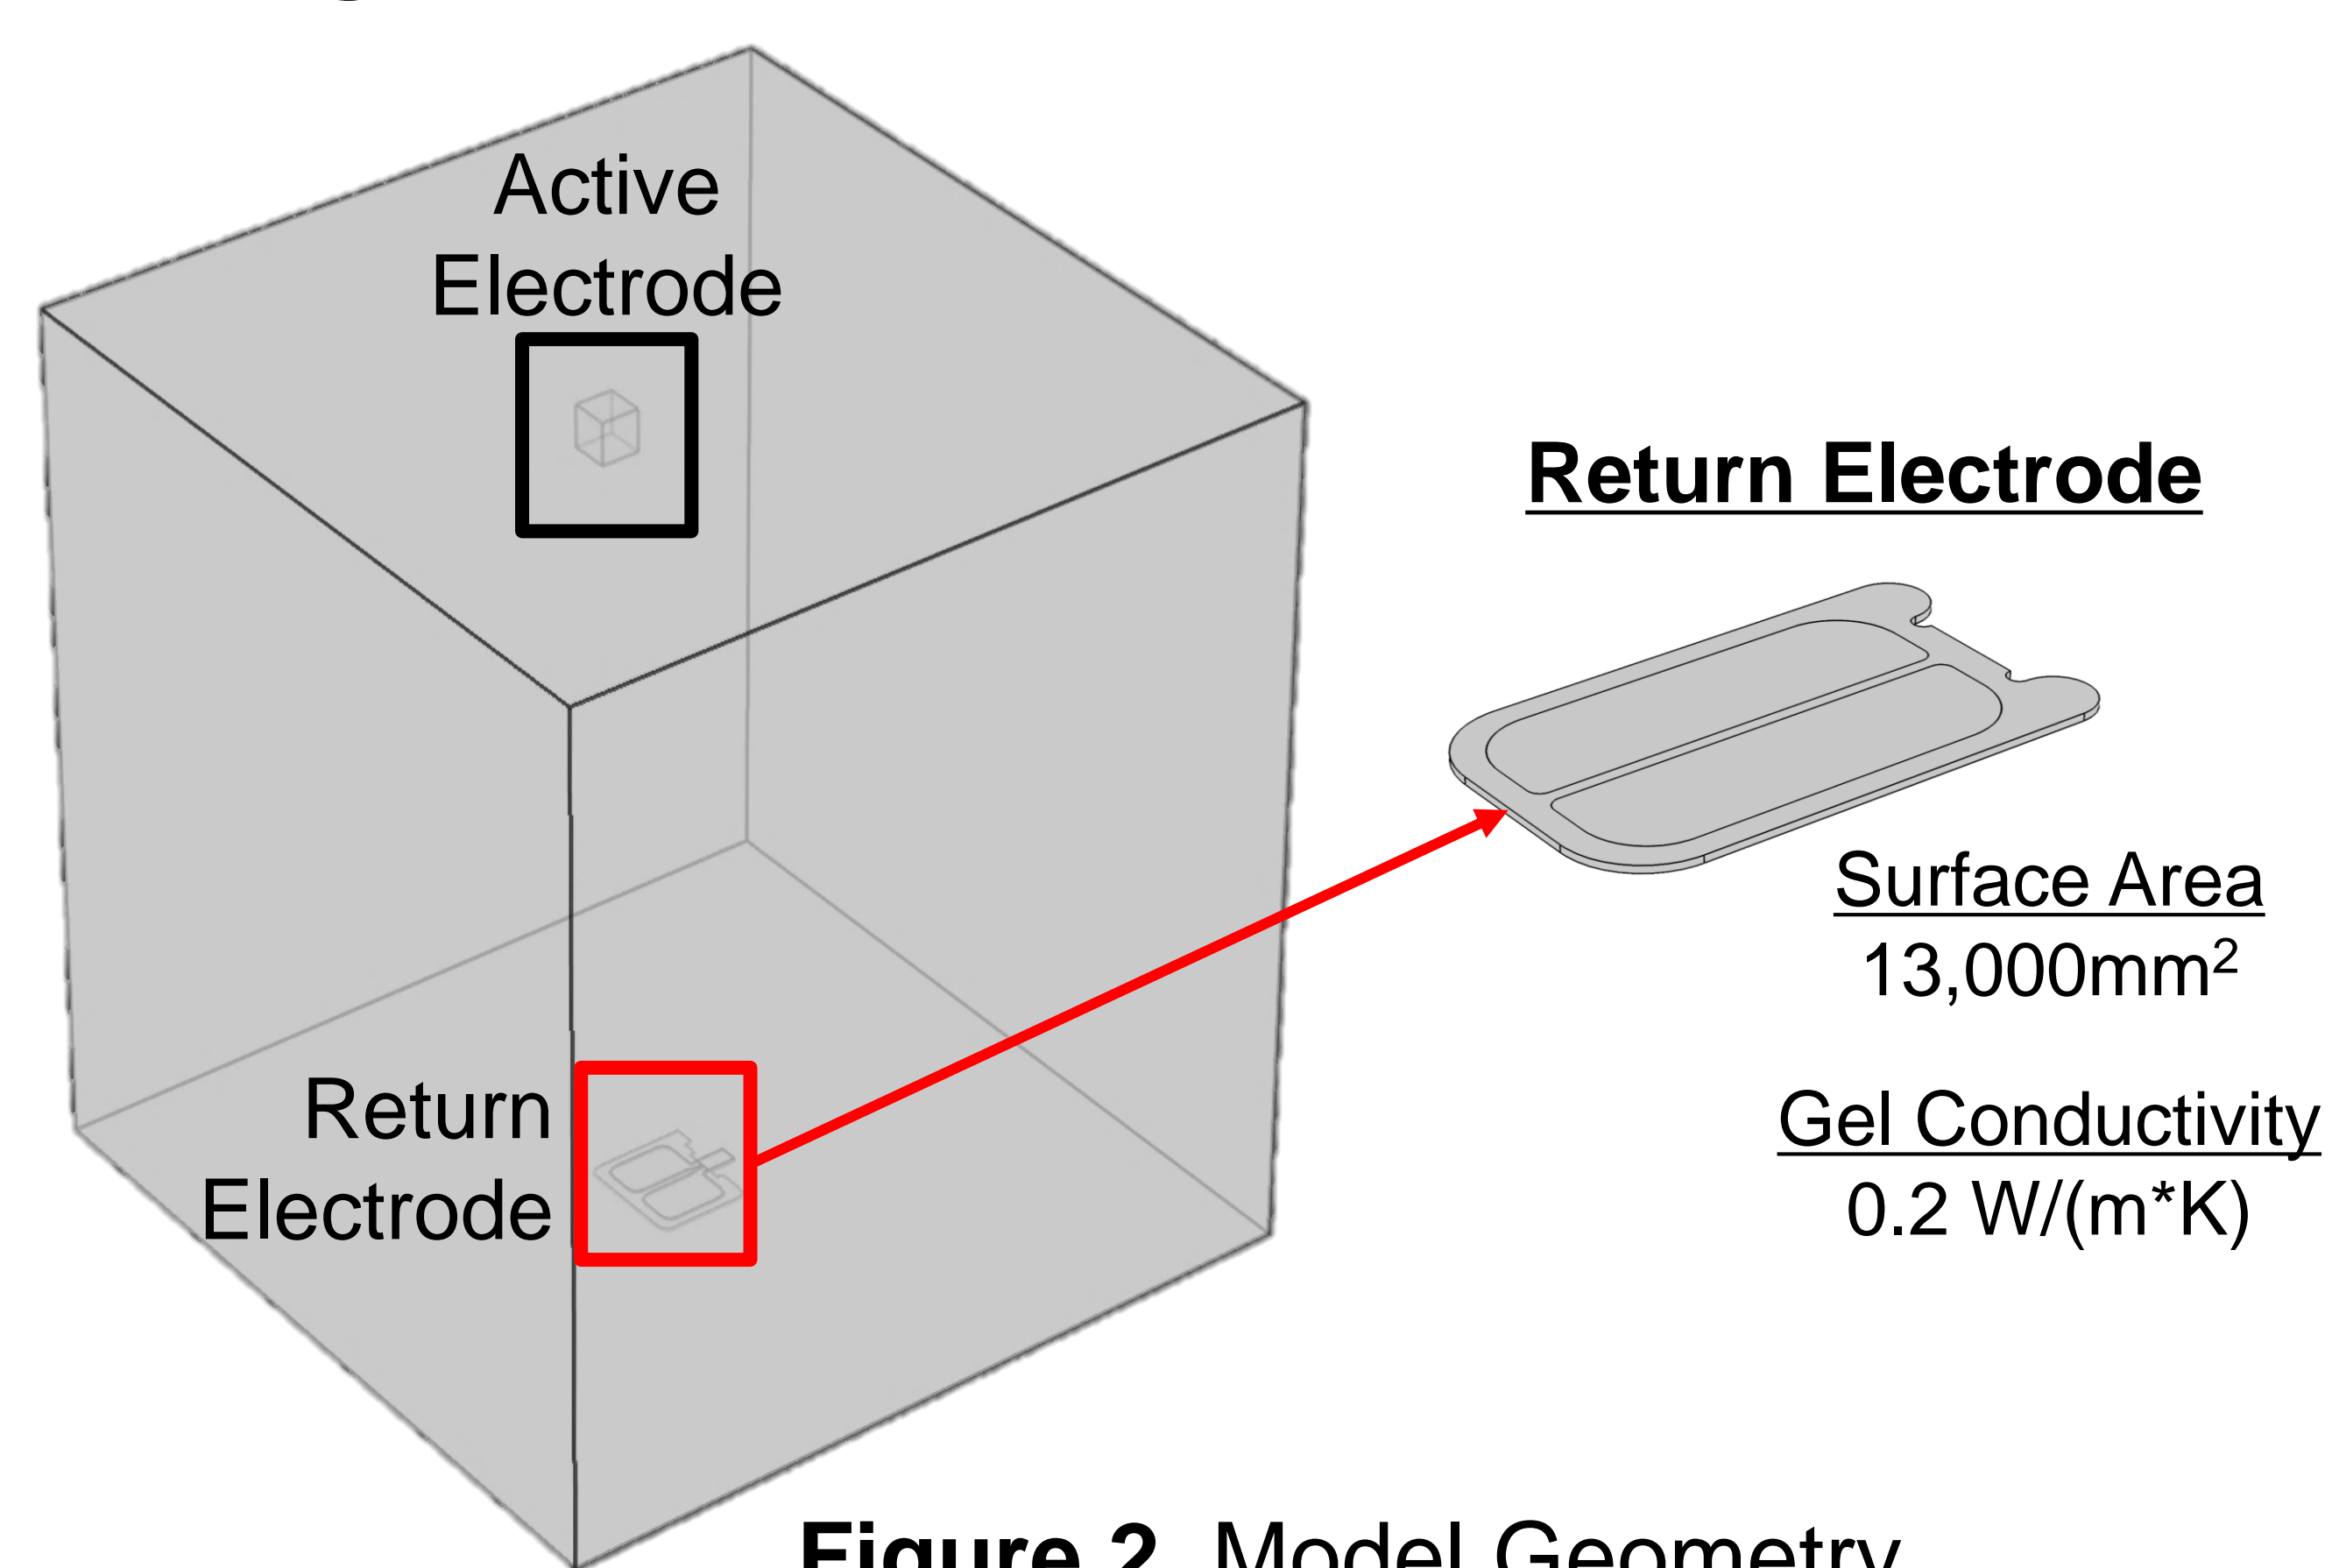 Active
Electrode
Return Electrode
Surface Area
13,000mm²
Return
Electrode
Gel Conductivity
0.2 W/(m*K)
Figure 2. Model Geometry